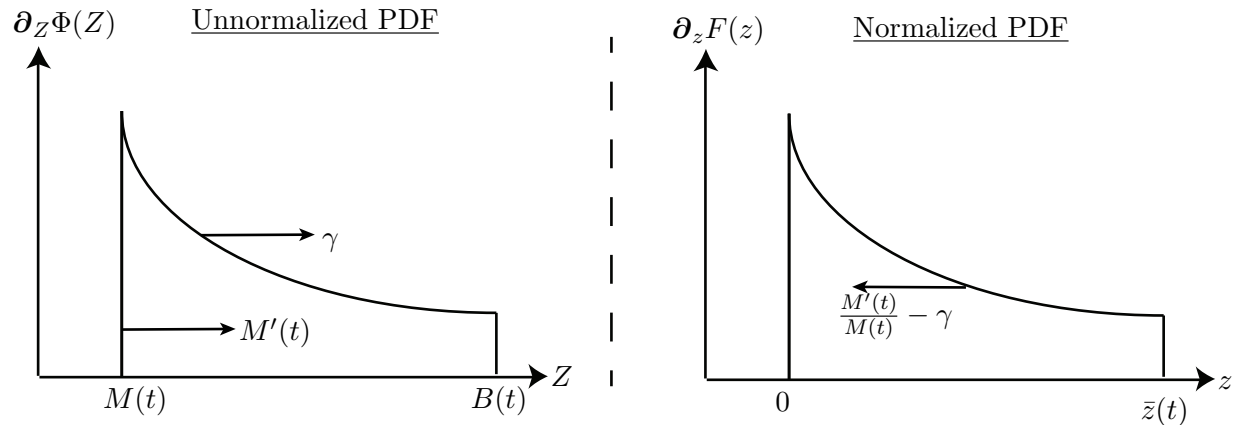 Unnormalized PDF
∂_ZΦ(Z)
γ
M′(t)
M(t)
B(t)
Z
Normalized PDF
∂_zF(z)
M′(t)/M(t) − γ
0
z̄(t)
z